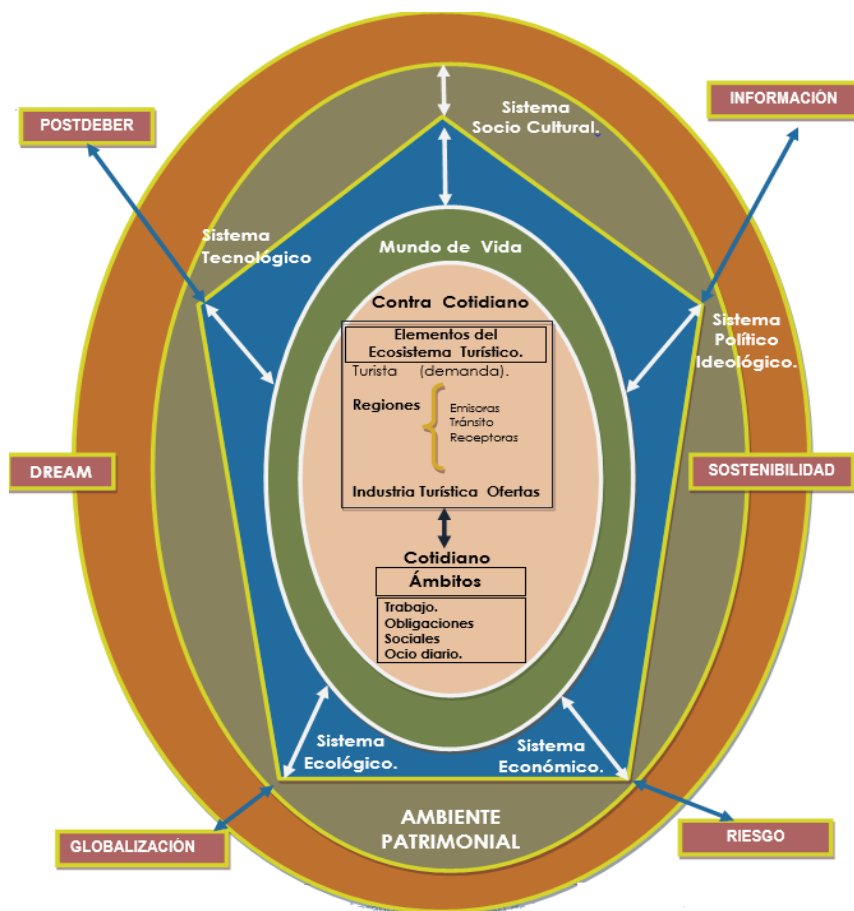 INFORMACIÓN
POSTDEBER
Sistema
Socio Cultural.
Sistema
Tecnológico
Mundo de Vida
Contra Cotidiano
Elementos del
Ecosistema Turístico.
Turista (demanda).
Regiones
Emisoras
Tránsito
Receptoras
Industria Turística Ofertas
Sistema
Político
Ideológico.
DREAM
SOSTENIBILIDAD
Cotidiano
Ámbitos
Trabajo.
Obligaciones
Sociales
Ocio diario.
Sistema
Ecológico.
Sistema
Económico.
AMBIENTE
PATRIMONIAL
GLOBALIZACIÓN
RIESGO